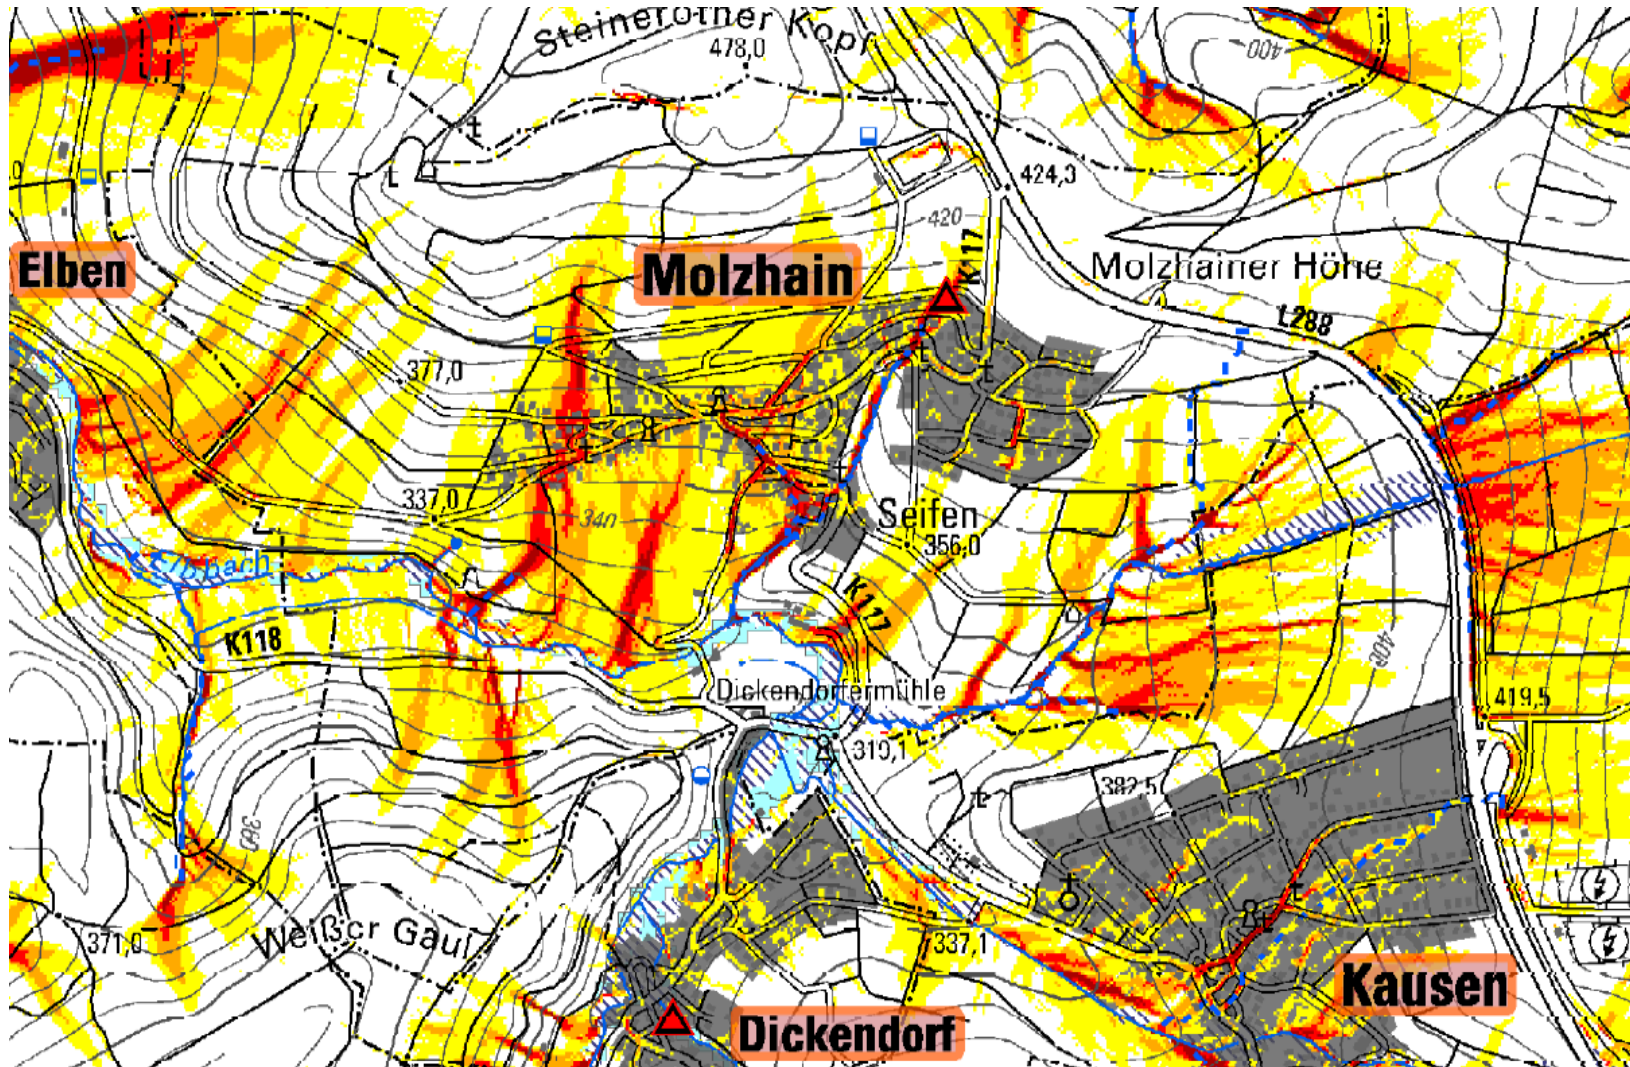 Steinerother Kopf
478,0
400
424,3
420
K117
Elben
Molzhain
Molzhainer Höhe
L288
377,0
337,0
340
Seifen
356,0
K117
K118
Dickendorfermühle
408
419,5
319,1
382,5
360
371,0
Weißer Gaul
337,1
Kausen
Dickendorf